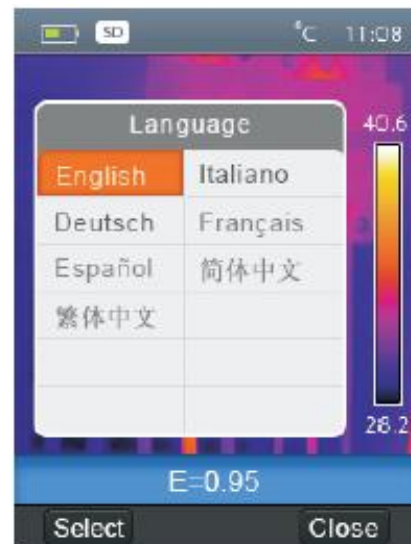 SD °C 11:08
Language
40.6
English Italiano
Deutsch Français
Español 简体中文
繁体中文
28.2
E=0.95
Select Close